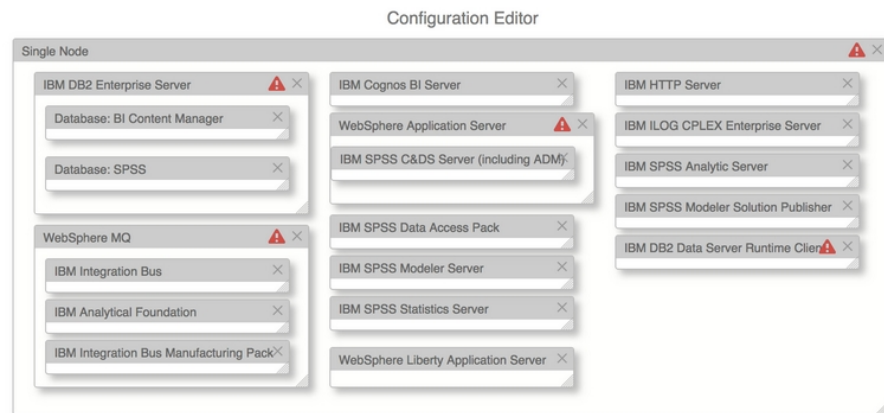 Configuration Editor
Single Node
IBM DB2 Enterprise Server
Database: BI Content Manager
Database: SPSS
WebSphere MQ
IBM Integration Bus
IBM Analytical Foundation
IBM Integration Bus Manufacturing Pack
IBM Cognos BI Server
WebSphere Application Server
IBM SPSS C&DS Server (including ADM)
IBM SPSS Data Access Pack
IBM SPSS Modeler Server
IBM SPSS Statistics Server
WebSphere Liberty Application Server
IBM HTTP Server
IBM ILOG CPLEX Enterprise Server
IBM SPSS Analytic Server
IBM SPSS Modeler Solution Publisher
IBM DB2 Data Server Runtime Client